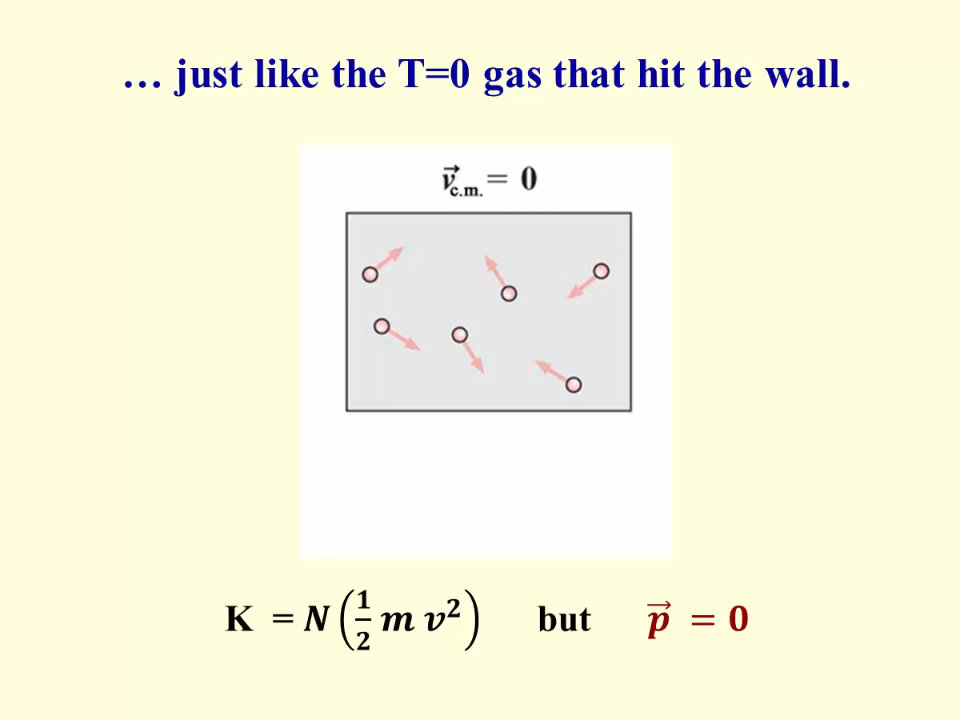 … just like the T=0 gas that hit the wall.
v⃗c.m. = 0
K = N(1/2 m v²) but p⃗ = 0